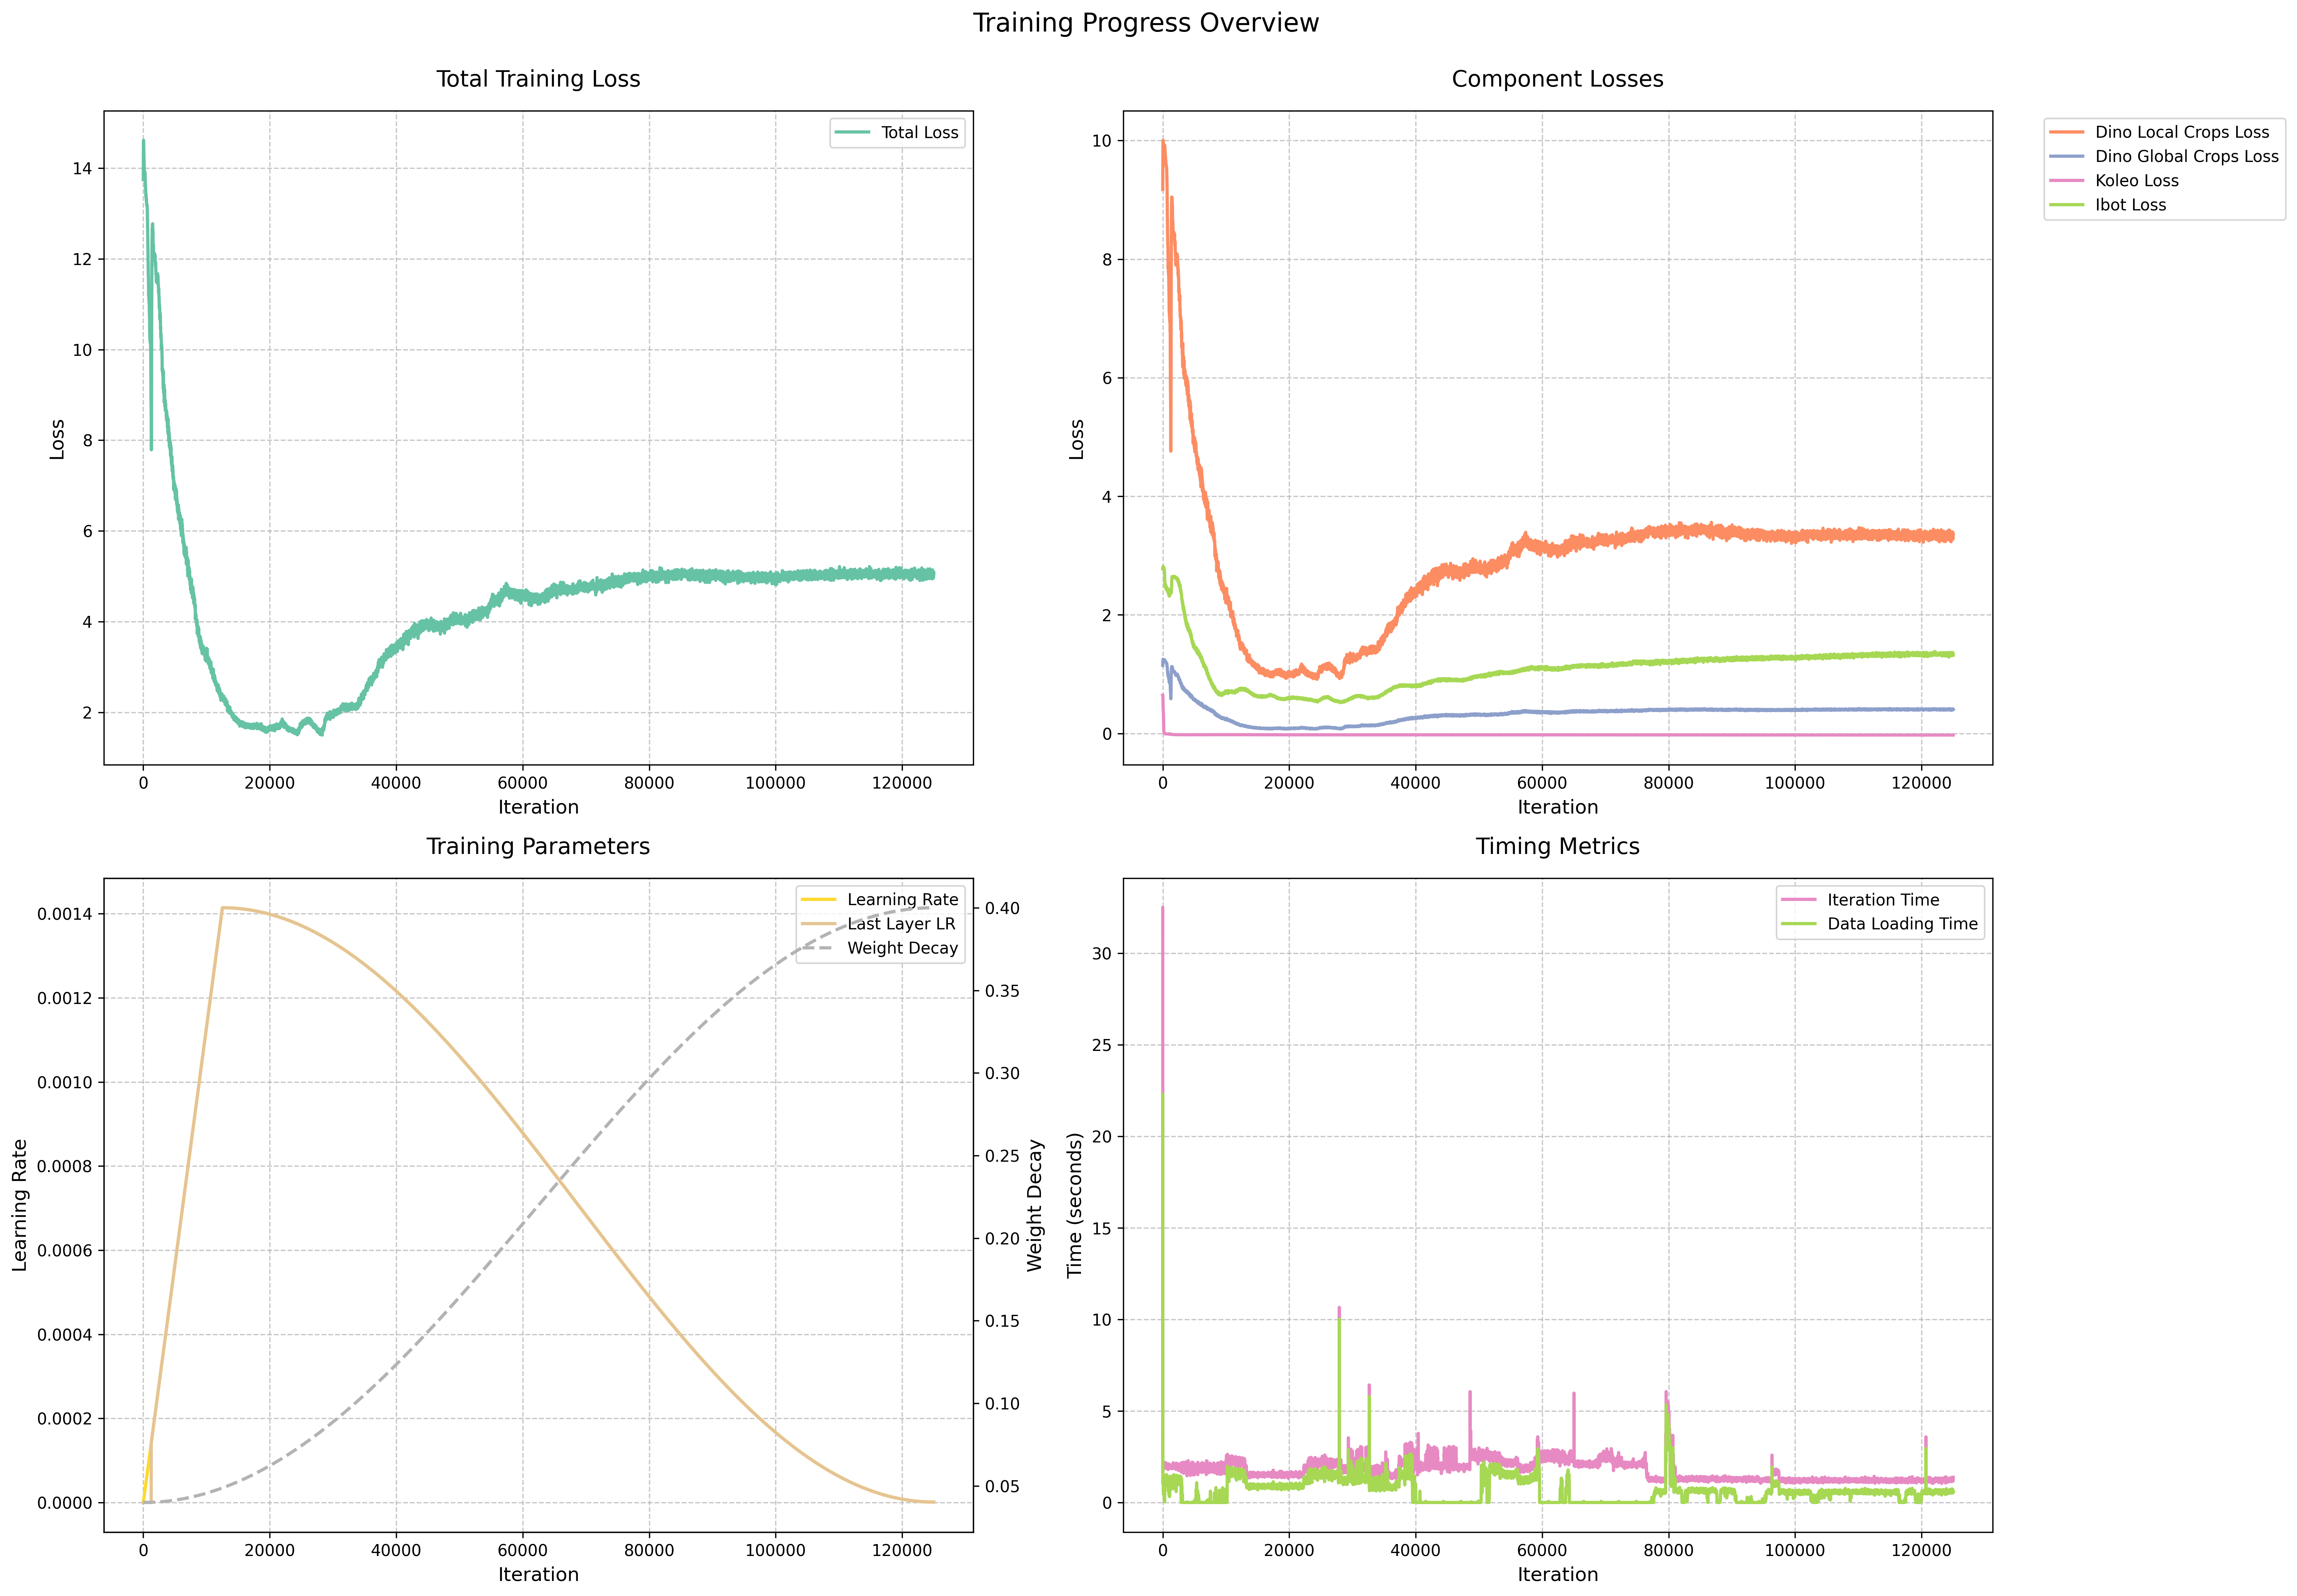 Training Progress Overview
Total Training Loss
Total Loss
14
12
10
8
6
4
2
Loss
0 20000 40000 60000 80000 100000 120000
Iteration
Component Losses
Dino Local Crops Loss
Dino Global Crops Loss
Koleo Loss
Ibot Loss
10
8
6
4
2
0
Loss
0 20000 40000 60000 80000 100000 120000
Iteration
Training Parameters
Learning Rate
Last Layer LR
Weight Decay
0.0014
0.0012
0.0010
0.0008
0.0006
0.0004
0.0002
0.0000
Learning Rate
0.40
0.35
0.30
0.25
0.20
0.15
0.10
0.05
Weight Decay
0 20000 40000 60000 80000 100000 120000
Iteration
Timing Metrics
Iteration Time
Data Loading Time
30
25
20
15
10
5
0
Time (seconds)
0 20000 40000 60000 80000 100000 120000
Iteration